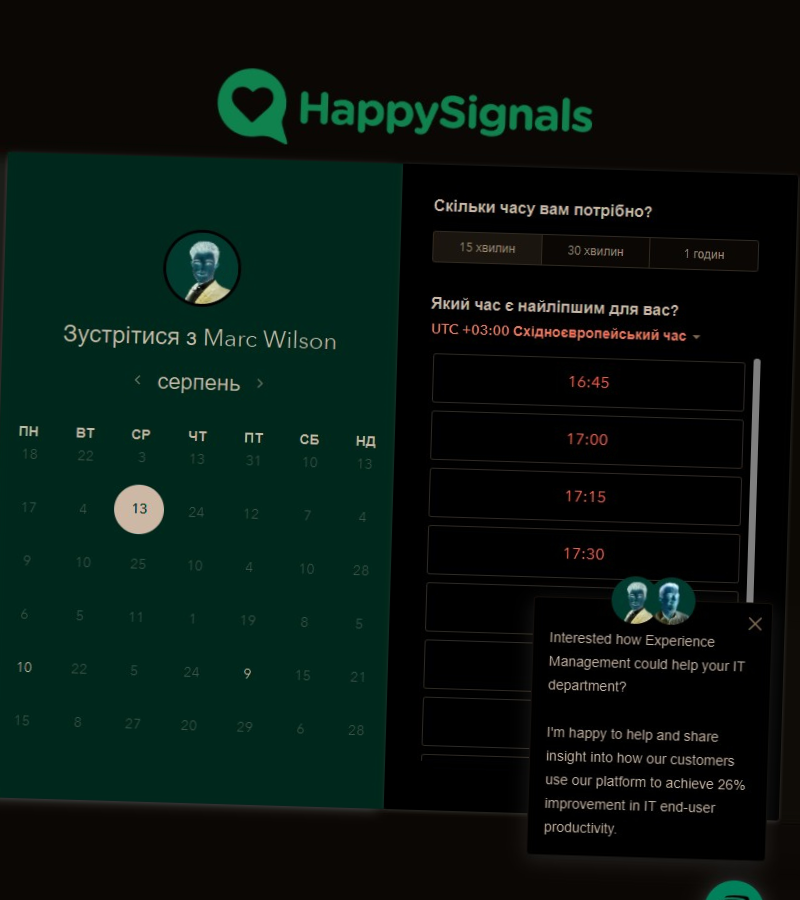 HappySignals
Зустрітися з Marc Wilson
серпень
ПН ВТ СР ЧТ ПТ СБ НД
18 22 3 13 31 10 13
17 4 13 24 12 7 4
9 10 25 10 4 10 28
6 5 11 1 19 8 5
10 22 5 24 9 15 21
15 8 27 20 29 6 28
Скільки часу вам потрібно?
15 хвилин 30 хвилин 1 годин
Який час є найліпшим для вас?
UTC +03:00 Східноєвропейський час
16:45
17:00
17:15
17:30
Interested how Experience
Management could help your IT
department?
I'm happy to help and share
insight into how our customers
use our platform to achieve 26%
improvement in IT end-user
productivity.